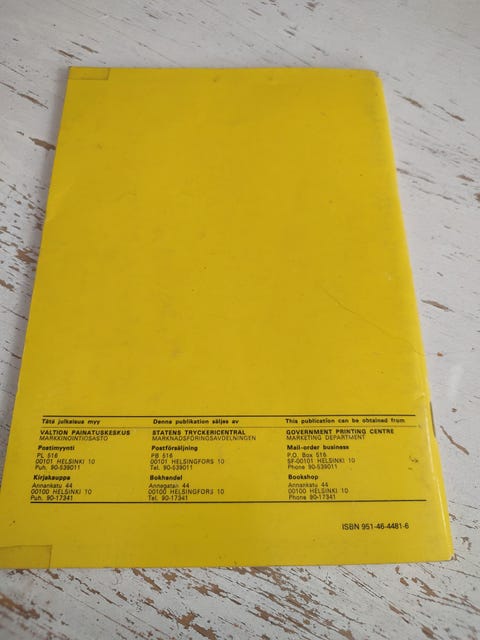 Tätä julkaisua myy
VALTION PAINATUSKESKUS
MARKKINOINTIOSASTO
Postimyynti
PL 516
00101 HELSINKI 10
Puh. 90-539011
Kirjakauppa
Annankatu 44
00100 HELSINKI 10
Puh. 90-17341
Denna publikation säljes av
STATENS TRYCKERICENTRAL
MARKNADSFÖRINGSAVDELNINGEN
Postförsäljning
PB 516
00101 HELSINGFORS 10
Tel. 90-539011
Bokhandel
Annegatan 44
00100 HELSINGFORS 10
Tel. 90-17341
This publication can be obtained from
GOVERNMENT PRINTING CENTRE
MARKETING DEPARTMENT
Mail-order business
P.O. Box 516
SF-00101 HELSINKI 10
Phone 90-539011
Bookshop
Annankatu 44
00100 HELSINKI 10
Phone 90-17341
ISBN 951-46-4481-6